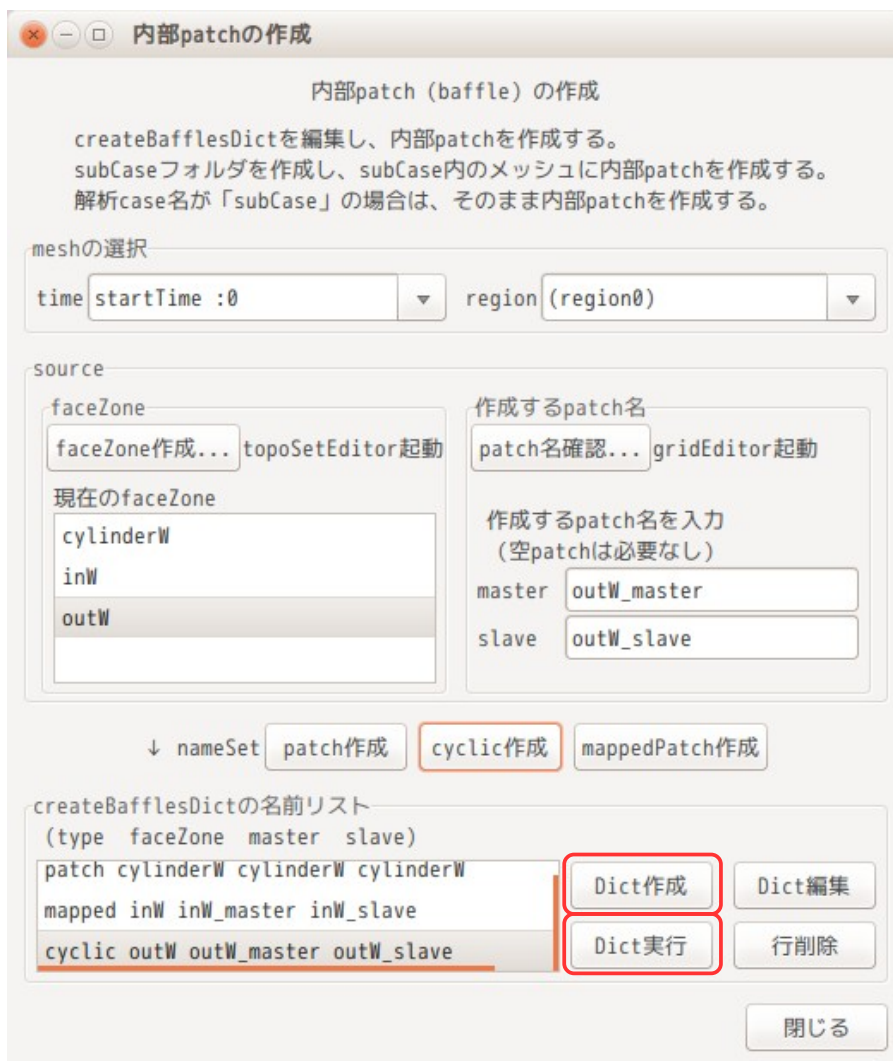 内部patchの作成
内部patch (baffle) の作成
createBafflesDictを編集し、内部patchを作成する。
subCaseフォルダを作成し、subCase内のメッシュに内部patchを作成する。
解析case名が「subCase」の場合は、そのまま内部patchを作成する。
meshの選択
time startTime :0 region (region0)
source
faceZone
faceZone作成... topoSetEditor起動
現在のfaceZone
cylinderW
inW
outW
作成するpatch名
patch名確認... gridEditor起動
作成するpatch名を入力
（空patchは必要なし）
master outW_master
slave outW_slave
↓ nameSet patch作成 cyclic作成 mappedPatch作成
createBafflesDictの名前リスト
(type faceZone master slave)
patch cylinderW cylinderW cylinderW
mapped inW inW_master inW_slave
cyclic outW outW_master outW_slave
Dict作成 Dict編集
Dict実行 行削除
閉じる